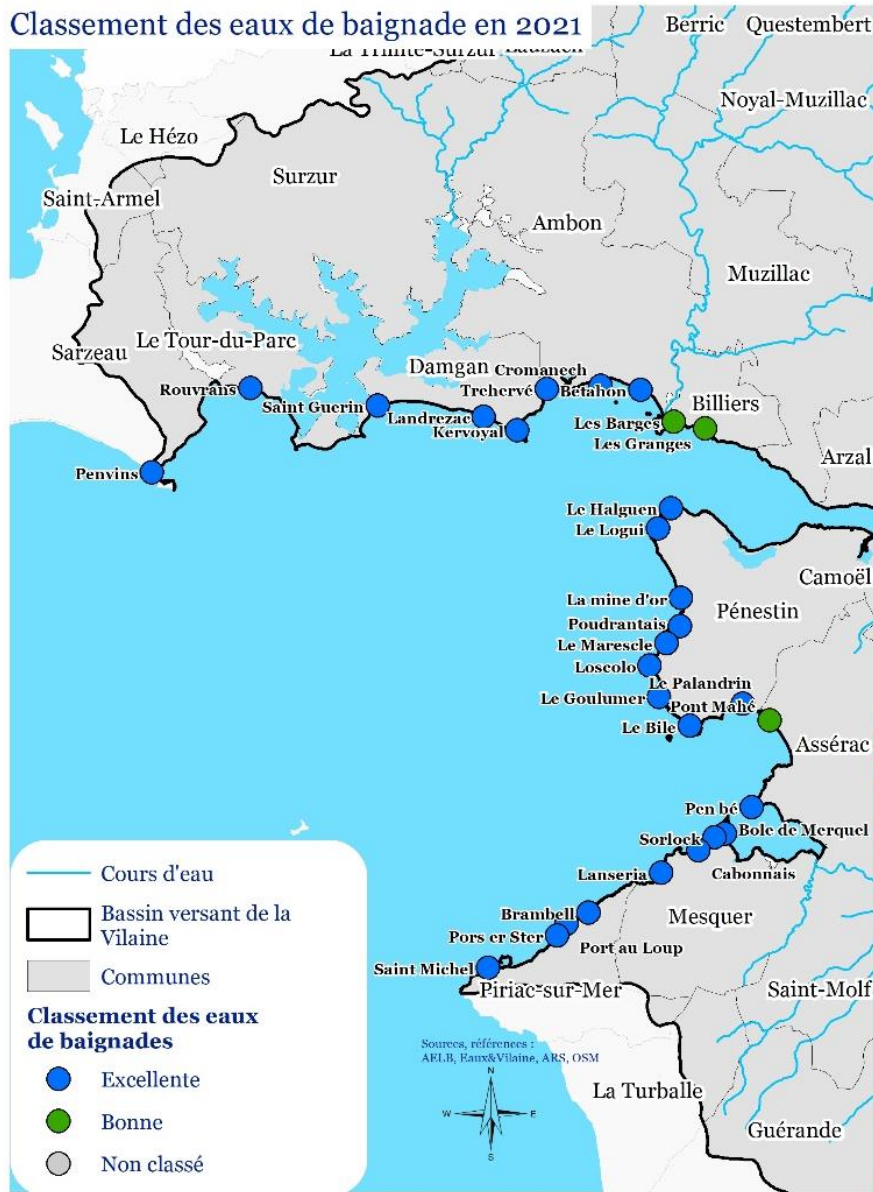 Classement des eaux de baignade en 2021
Berric
Questembert
La Trinité-Surzur
Lauzach
Noyal-Muzillac
Le Hézo
Surzur
Saint-Armel
Ambon
Muzillac
Le Tour-du-Parc
Sarzeau
Damgan
Cromanech
Rouvrans
Trehervé
Bétahon
Saint Guerin
Landrezac
Kervoyal
Billiers
Les Barges
Les Granges
Arzal
Penvins
Le Halguen
Le Logui
Camoël
La mine d'or
Pénestin
Poudrantais
Le Marescle
Loscolo
Le Palandrin
Le Goulumer
Pont Mahé
Le Bile
Assérac
Pen bé
Bole de Merquel
Sorlock
Cabonnais
Lanseria
Mesquer
Brambell
Pors er Ster
Port au Loup
Saint Michel
Piriac-sur-Mer
Saint-Molf
La Turballe
Guérande
Cours d'eau
Bassin versant de la
Vilaine
Communes
Classement des eaux
de baignades
Excellente
Bonne
Non classé
Sources, références :
AELB, Eaux&Vilaine, ARS, OSM
N
W
E
S